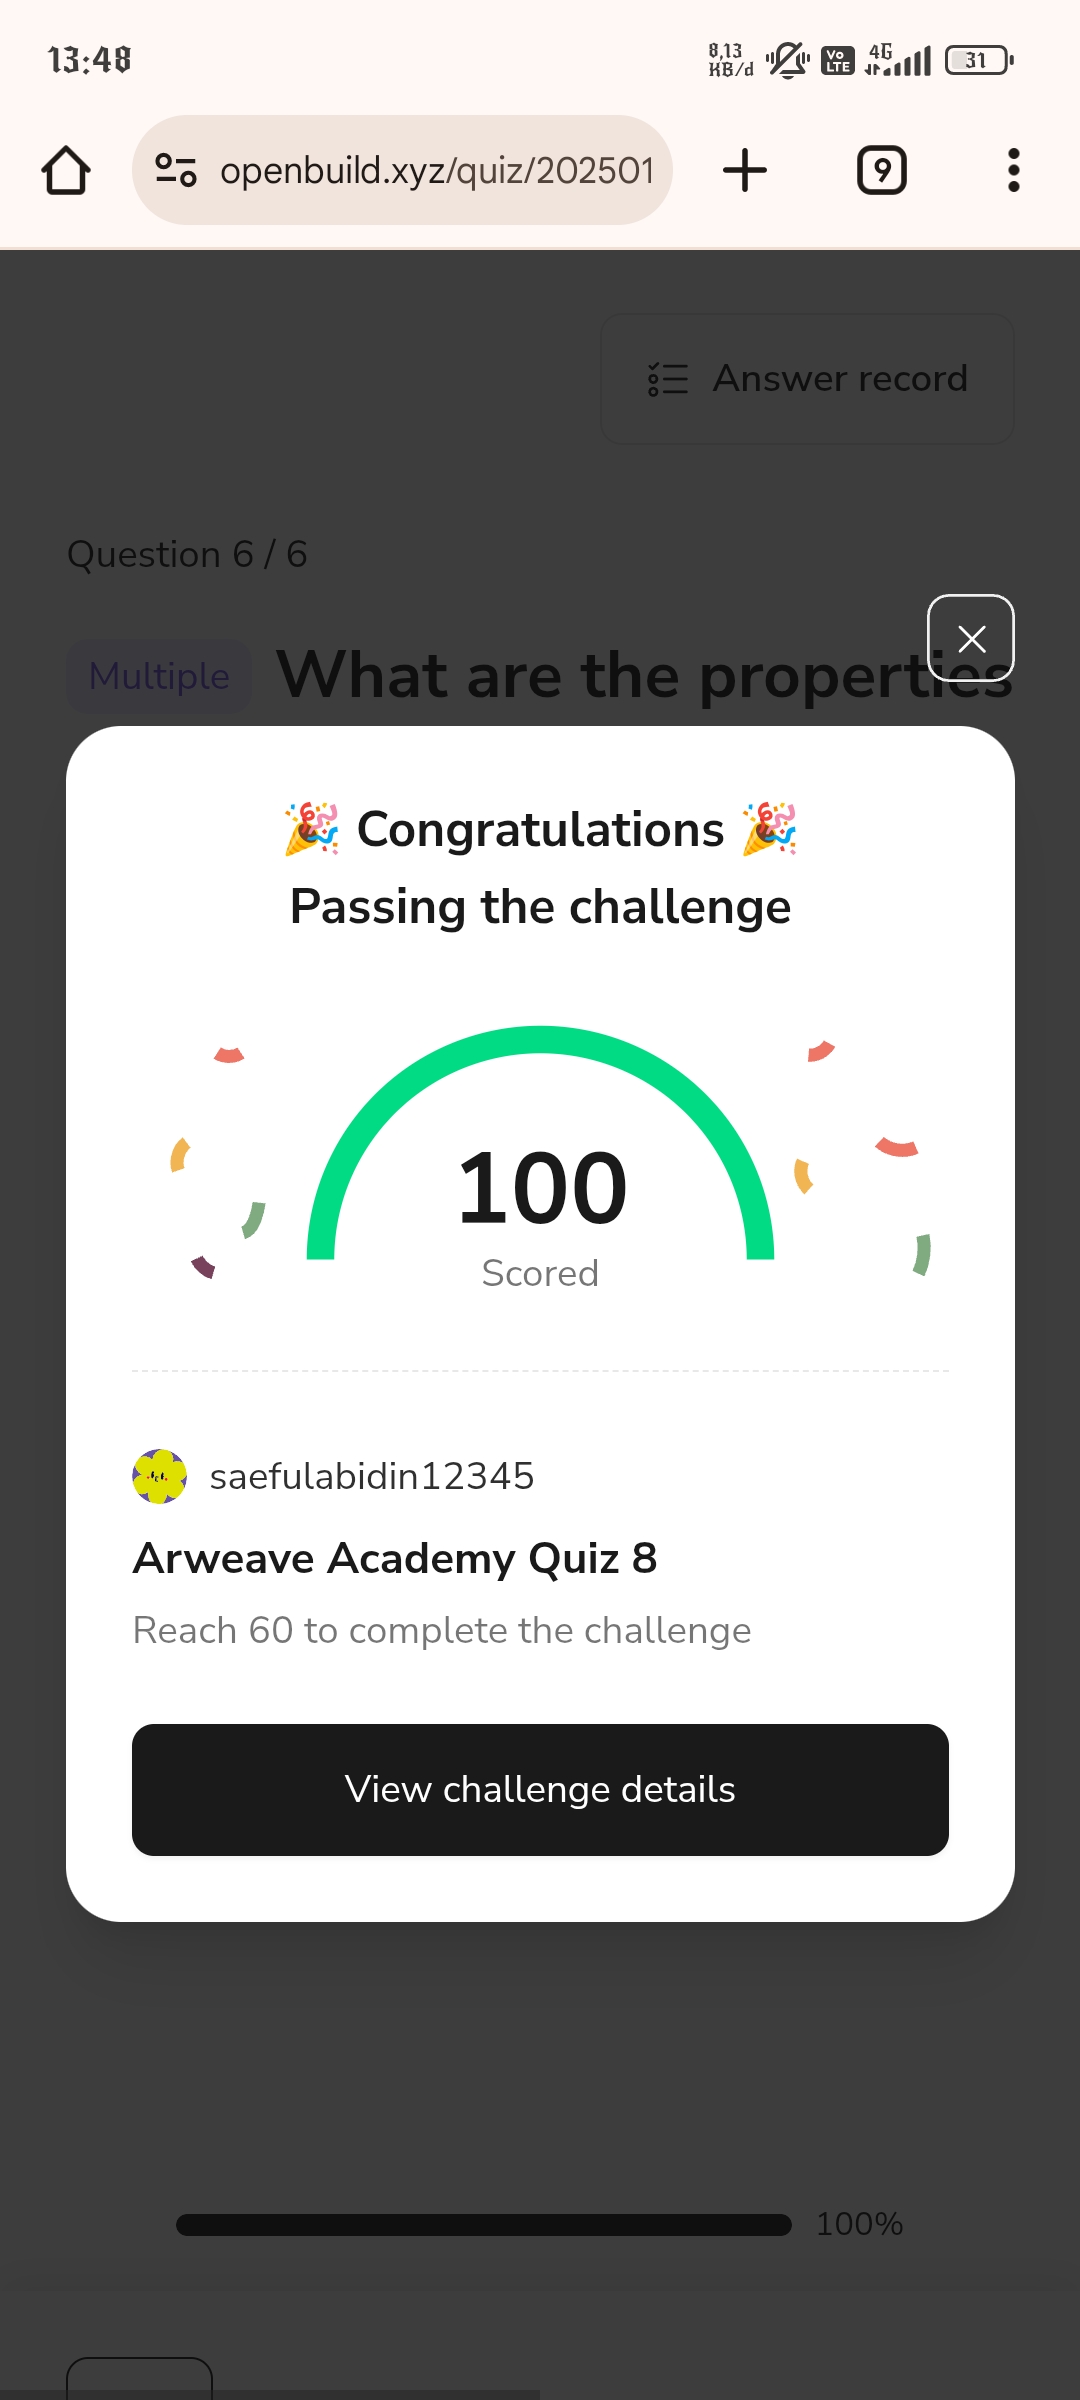 13:48
8,13
KB/d
Vo
LTE
4G
31
openbuild.xyz/quiz/202501
9
Answer record
Question 6 / 6
Multiple
What are the properties
🎉 Congratulations 🎉
Passing the challenge
100
Scored
saefulabidin12345
Arweave Academy Quiz 8
Reach 60 to complete the challenge
View challenge details
100%